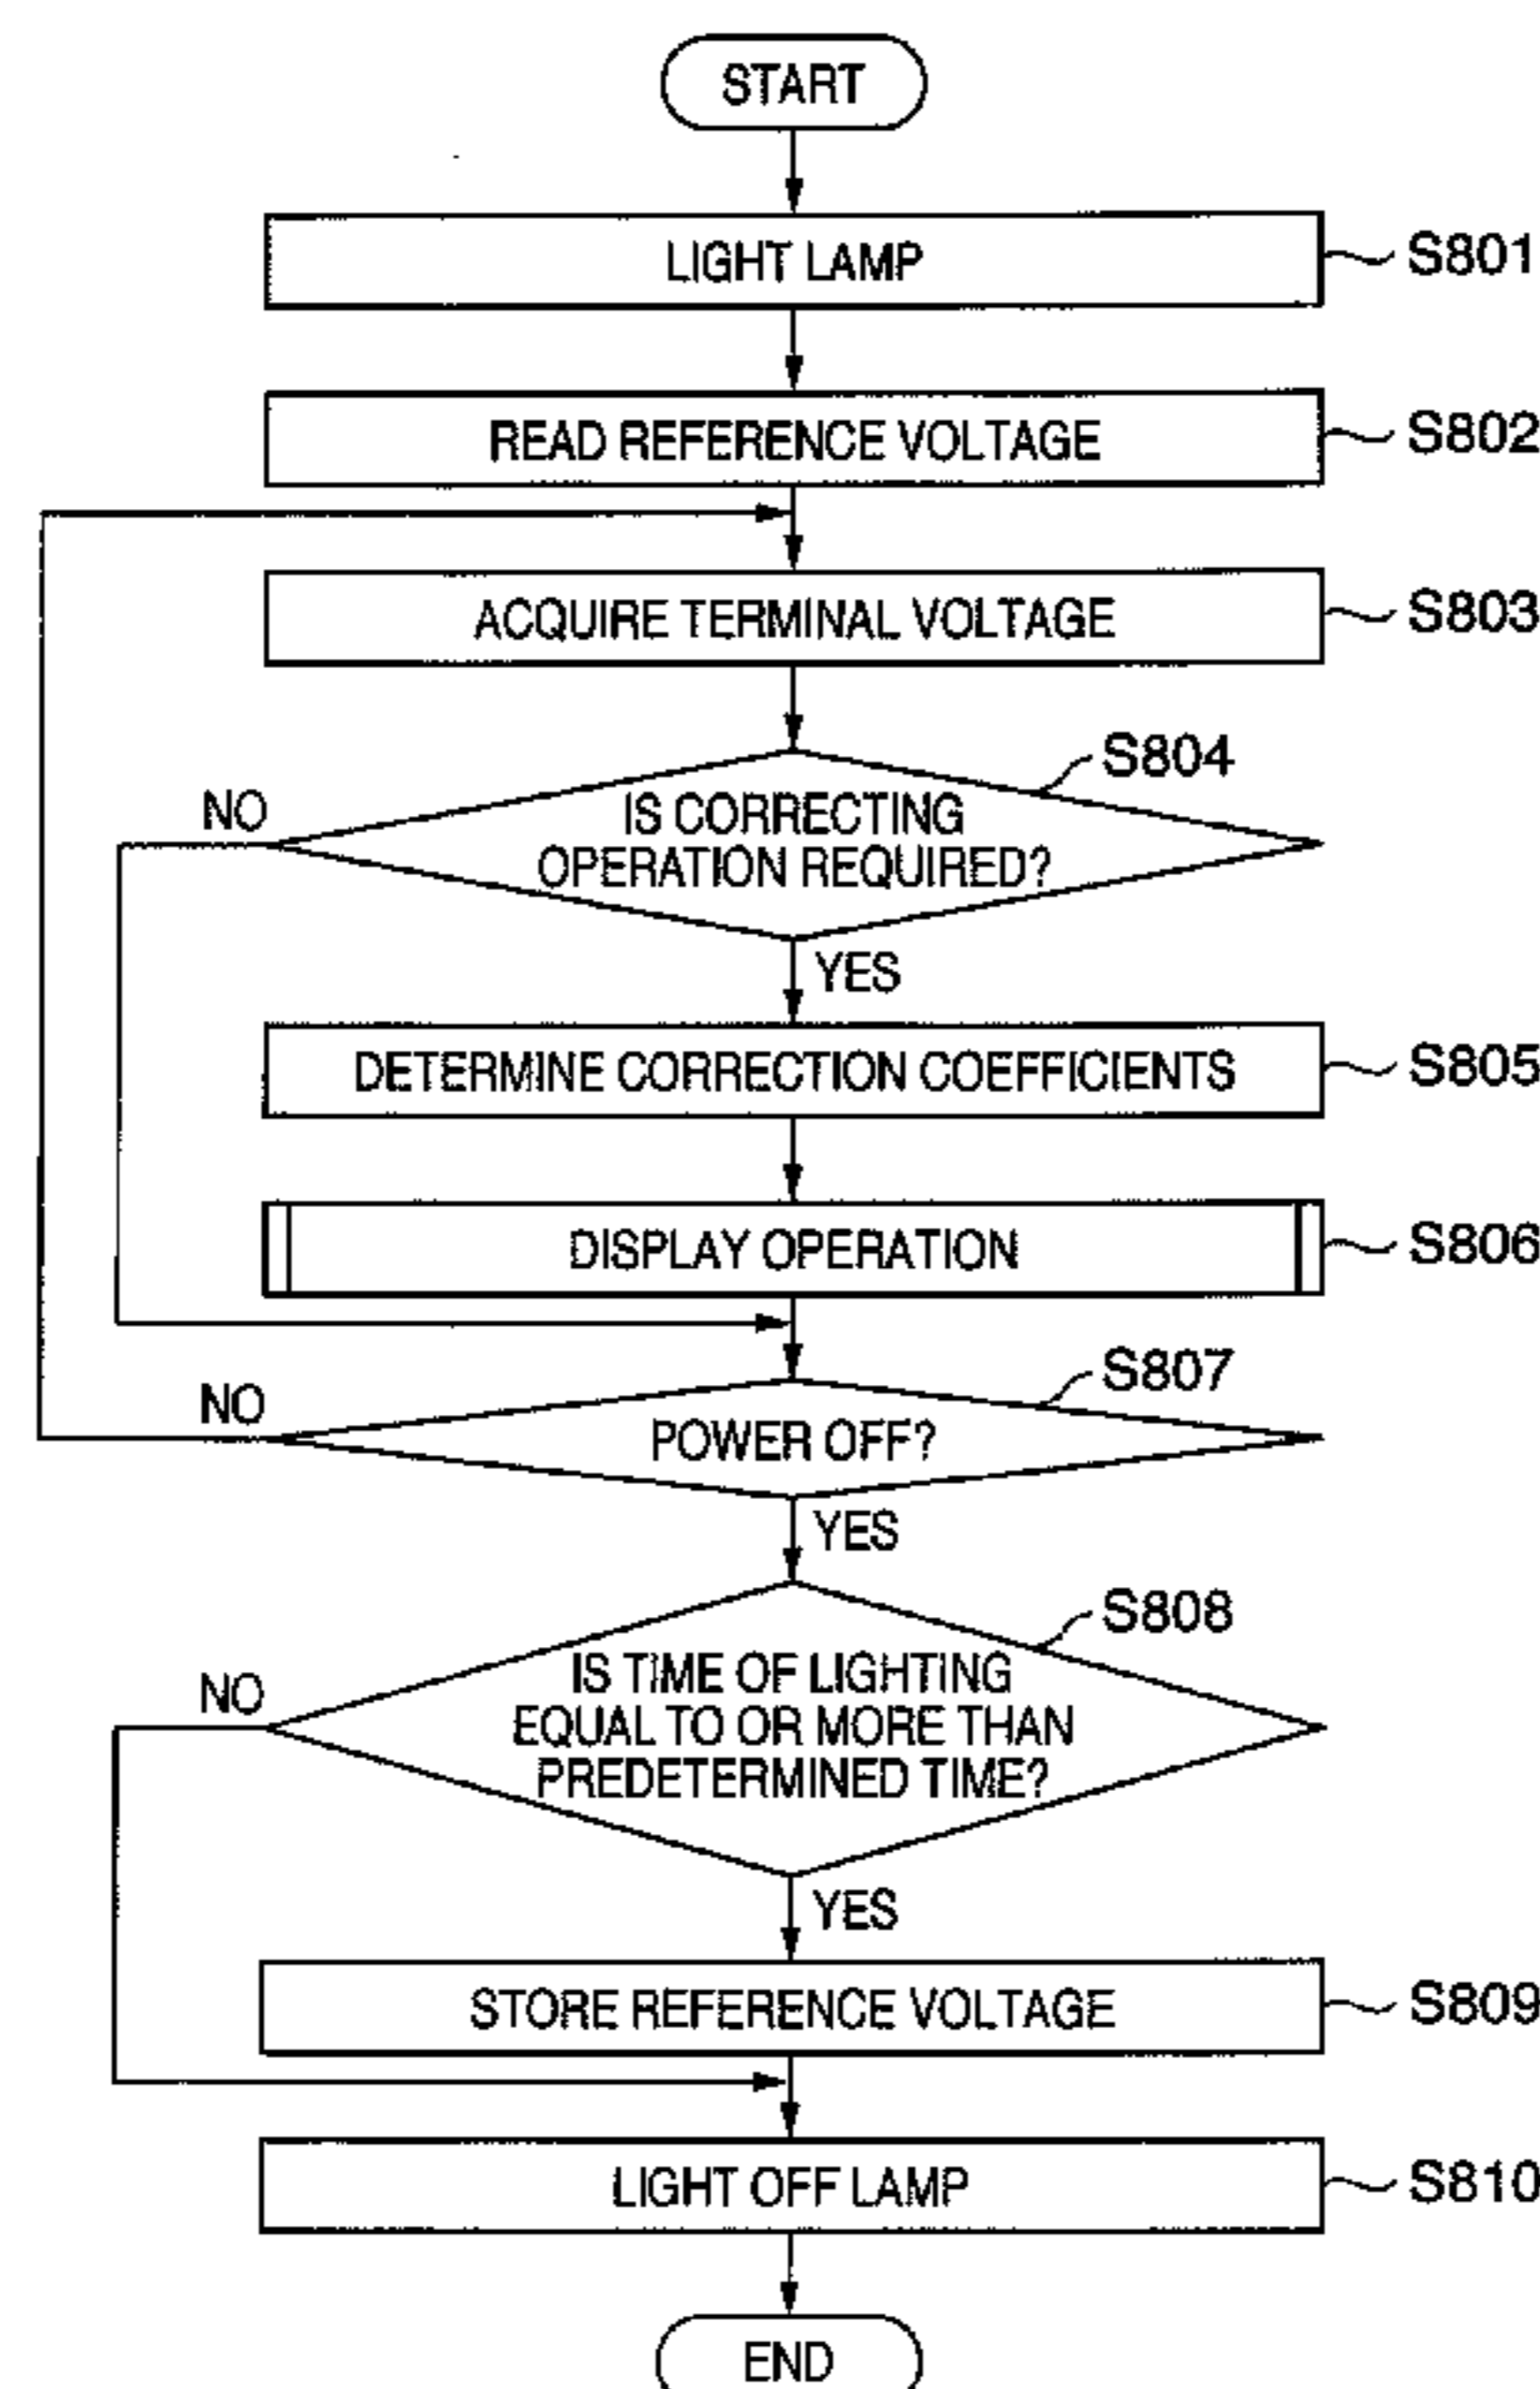 START
LIGHT LAMP
S801
READ REFERENCE VOLTAGE
S802
ACQUIRE TERMINAL VOLTAGE
S803
S804
NO
IS CORRECTING
OPERATION REQUIRED?
YES
DETERMINE CORRECTION COEFFICIENTS
S805
DISPLAY OPERATION
S806
S807
NO
POWER OFF?
YES
S808
NO
IS TIME OF LIGHTING
EQUAL TO OR MORE THAN
PREDETERMINED TIME?
YES
STORE REFERENCE VOLTAGE
S809
LIGHT OFF LAMP
S810
END